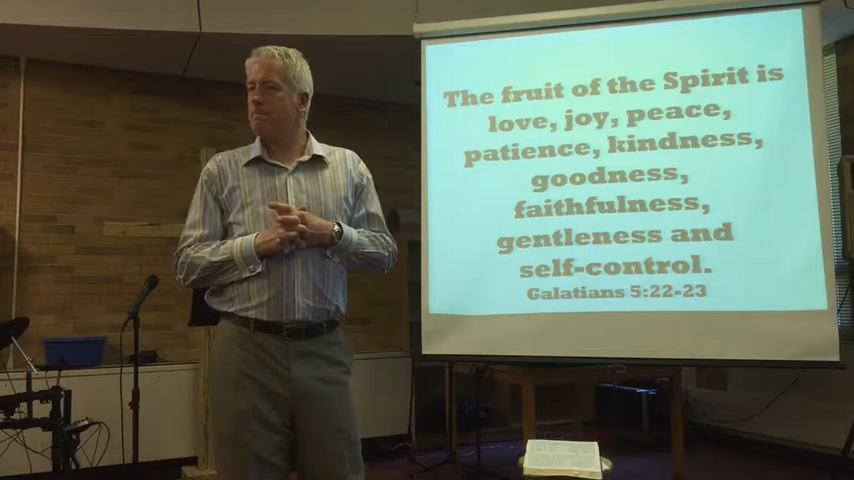 The fruit of the Spirit is
love, joy, peace,
patience, kindness,
goodness,
faithfulness,
gentleness and
self-control.
Galatians 5:22-23